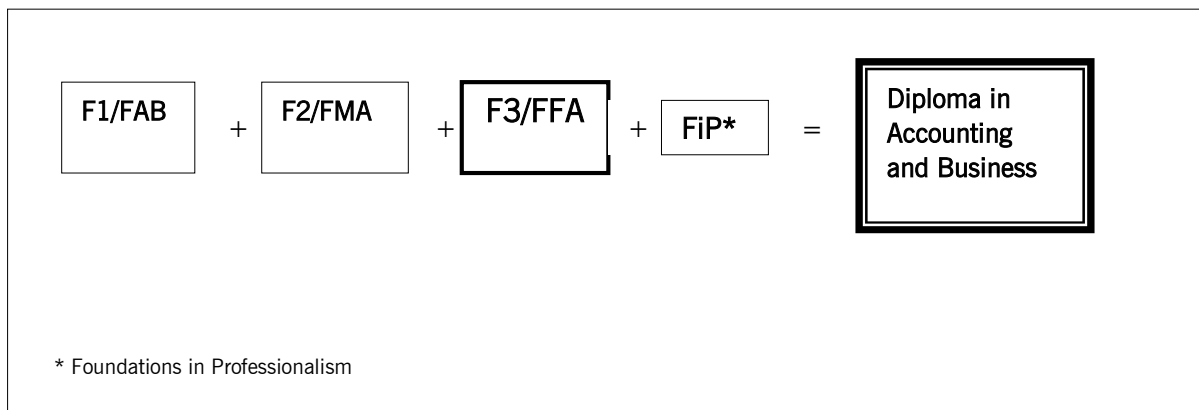 F1/FAB + F2/FMA + F3/FFA + FiP* = Diploma in
Accounting
and Business
* Foundations in Professionalism